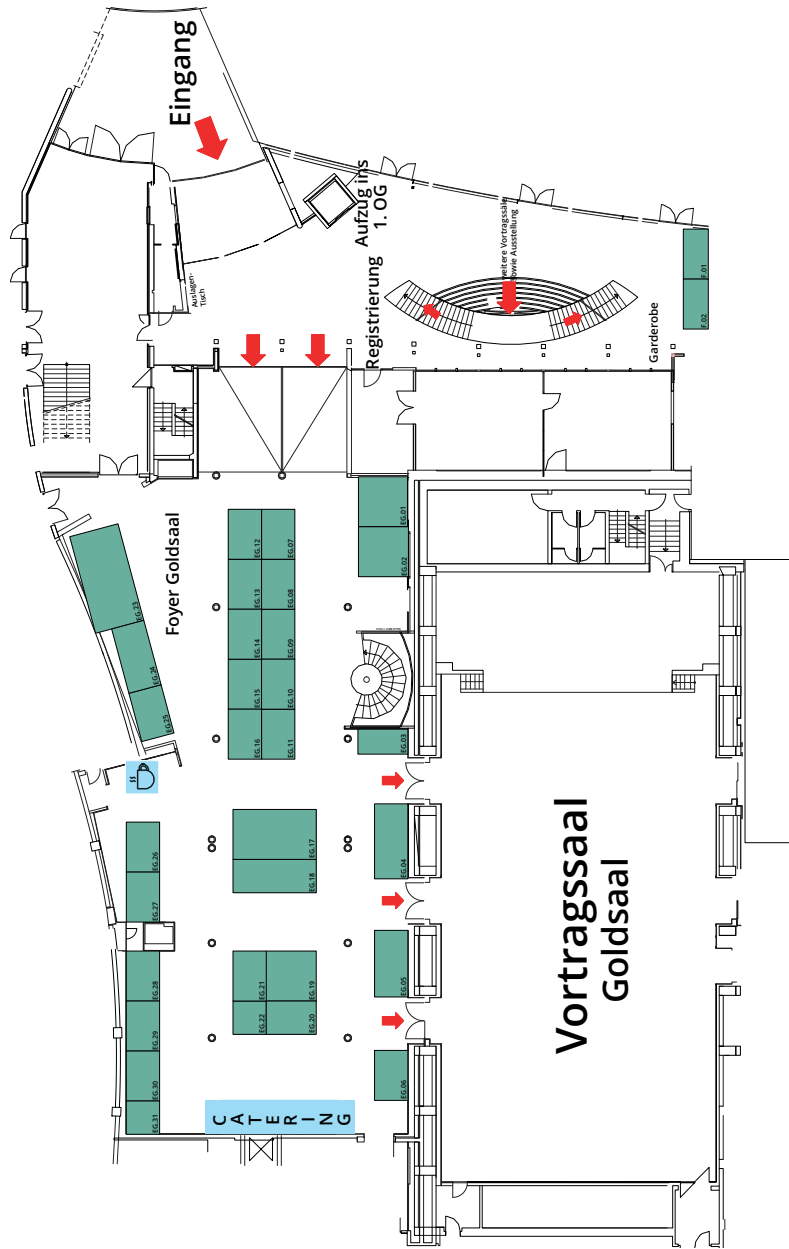 Eingang
Aufzug ins
1. OG
weitere Vortragssäle
sowie Ausstellung
Auslagen-
Tisch
Registrierung
Garderobe
F.01
F.02
Foyer Goldsaal
EG.01
EG.02
EG.03
EG.04
EG.05
EG.06
EG.12
EG.07
EG.13
EG.08
EG.14
EG.09
EG.15
EG.10
EG.16
EG.11
EG.17
EG.18
EG.21
EG.19
EG.22
EG.20
EG.23
EG.24
EG.25
EG.26
EG.27
EG.28
EG.29
EG.30
EG.31
CATERING
Vortragssaal
Goldsaal